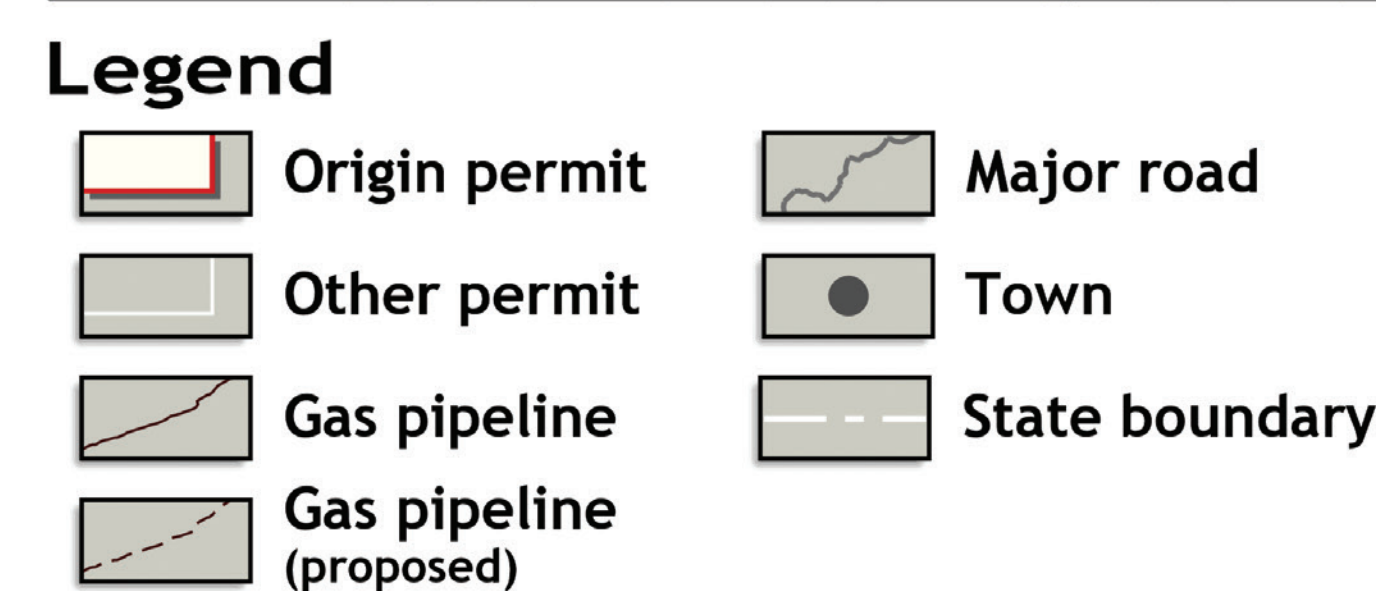 Legend
Origin permit
Other permit
Gas pipeline
Gas pipeline
(proposed)
Major road
Town
State boundary